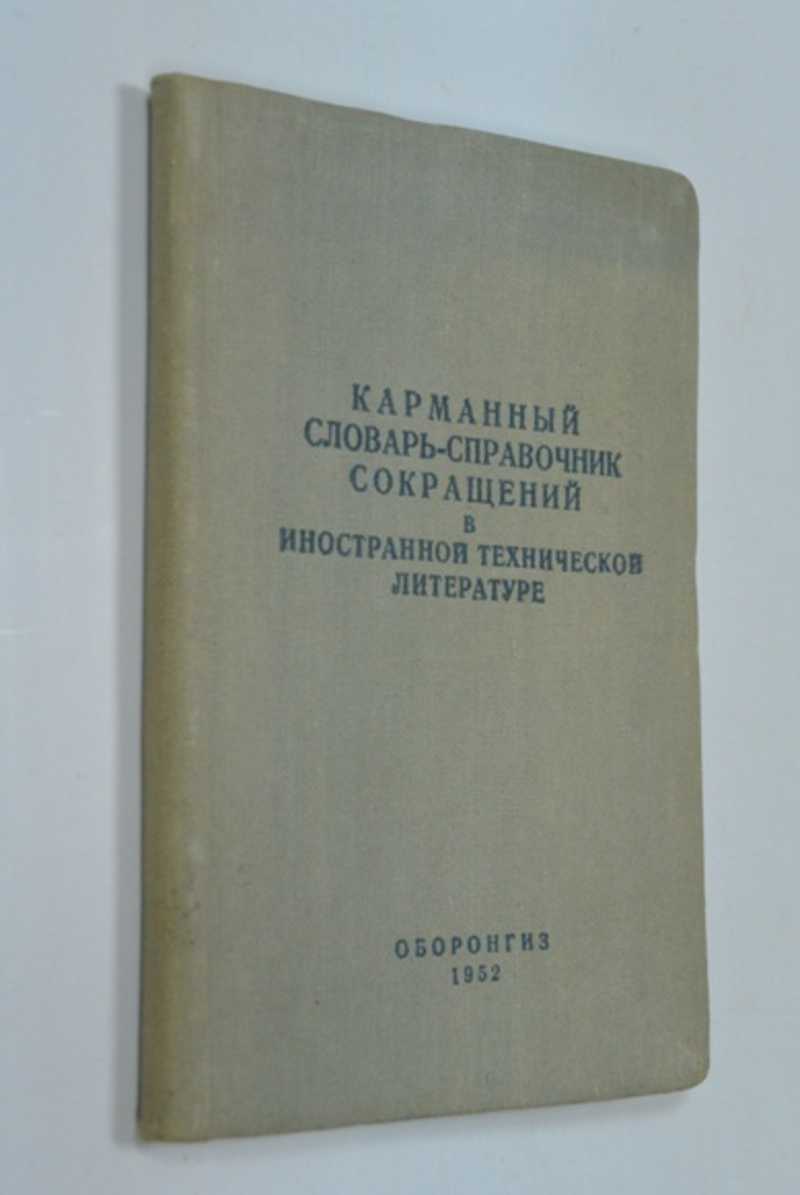 КАРМАННЫЙ
СЛОВАРЬ-СПРАВОЧНИК
СОКРАЩЕНИЙ
В
ИНОСТРАННОЙ ТЕХНИЧЕСКОЙ
ЛИТЕРАТУРЕ
ОБОРОНГИЗ
1952